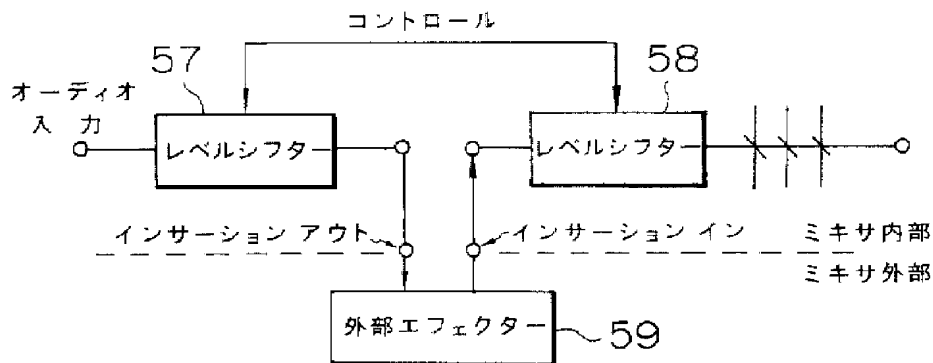 コントロール
57
58
オーディオ
入力
レベルシフター
レベルシフター
インサーション アウト
インサーション イン
ミキサ内部
ミキサ外部
外部エフェクター
59